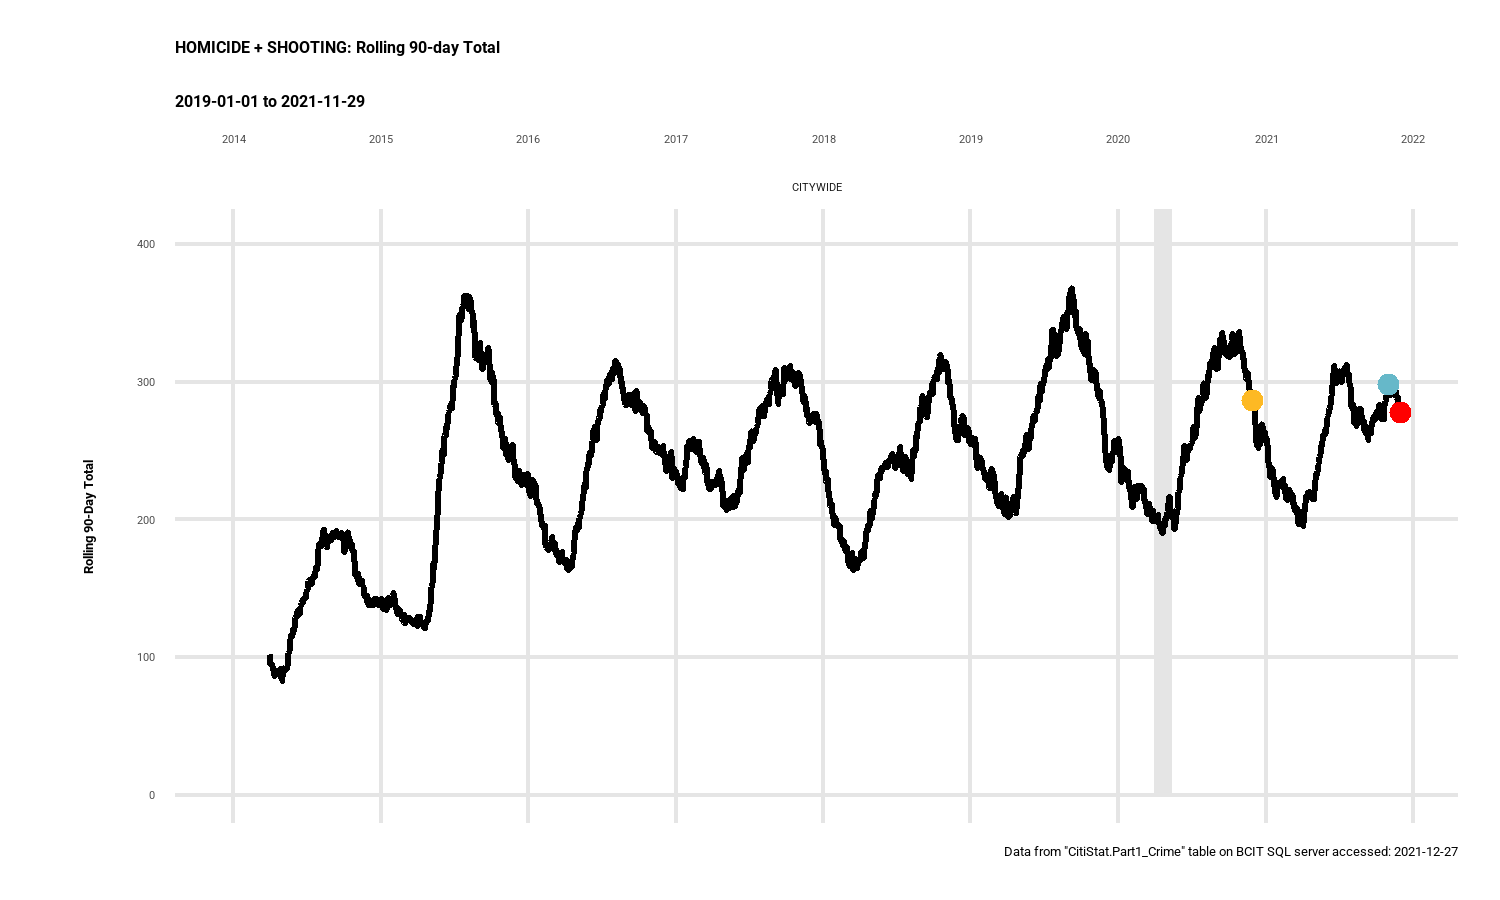 HOMICIDE + SHOOTING: Rolling 90-day Total
2019-01-01 to 2021-11-29
2014 2015 2016 2017 2018 2019 2020 2021 2022
CITYWIDE
400
300
200
100
0
Rolling 90-Day Total
Data from "CitiStat.Part1_Crime" table on BCIT SQL server accessed: 2021-12-27